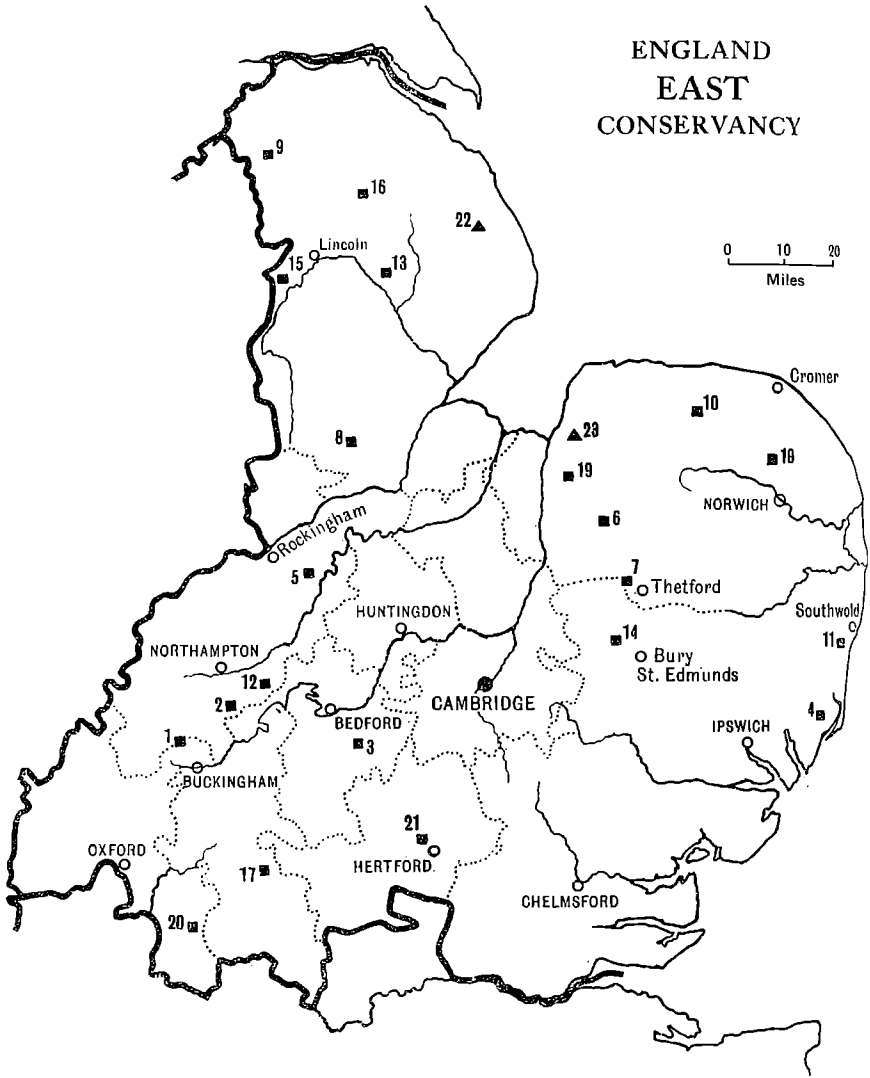 ENGLAND
EAST
CONSERVANCY
9
16
22
Lincoln
15
13
0 10 20
Miles
Cromer
10
8
23
18
19
NORWICH
6
Rockingham
5
7
Thetford
HUNTINGDON
Southwold
NORTHAMPTON
14
11
Bury
St. Edmunds
12
CAMBRIDGE
2
BEDFORD
4
1
3
IPSWICH
BUCKINGHAM
21
OXFORD
17
HERTFORD.
CHELMSFORD
20